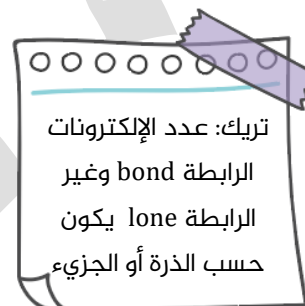 تريك: عدد الإلكترونات
الرابطة bond وغير
الرابطة lone يكون
حسب الذرة أو الجزيء